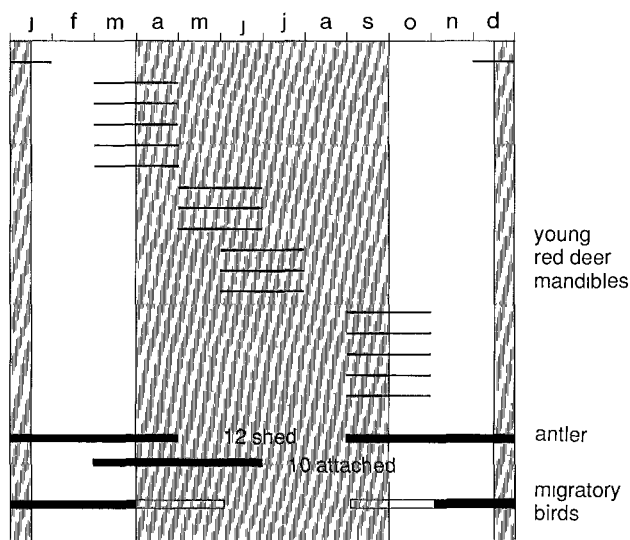 j f m a m j j a s o n d
young
red deer
mandibles
12 shed
antler
10 attached
migratory
birds